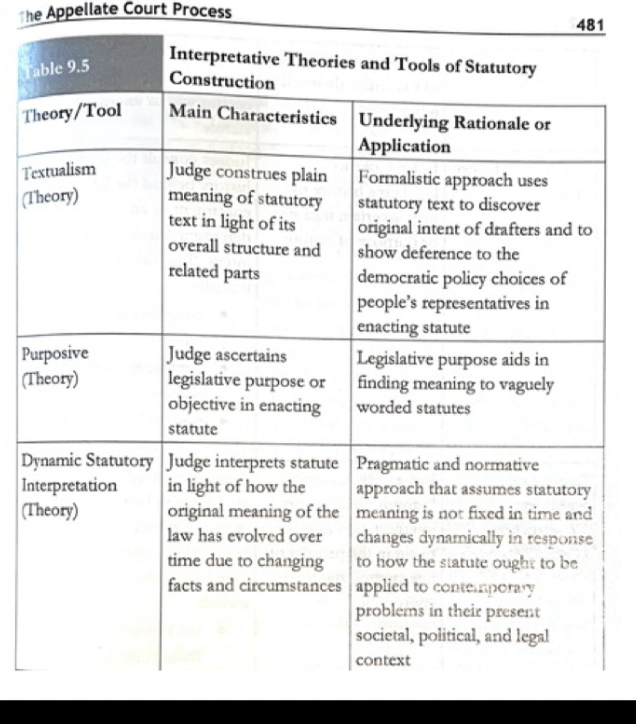 The Appellate Court Process
481
Table 9.5
Interpretative Theories and Tools of Statutory
Construction
Theory/Tool
Main Characteristics
Underlying Rationale or
Application
Textualism
(Theory)
Judge construes plain
meaning of statutory
text in light of its
overall structure and
related parts
Formalistic approach uses
statutory text to discover
original intent of drafters and to
show deference to the
democratic policy choices of
people's representatives in
enacting statute
Purposive
(Theory)
Judge ascertains
legislative purpose or
objective in enacting
statute
Legislative purpose aids in
finding meaning to vaguely
worded statutes
Dynamic Statutory
Interpretation
(Theory)
Judge interprets statute
in light of how the
original meaning of the
law has evolved over
time due to changing
facts and circumstances
Pragmatic and normative
approach that assumes statutory
meaning is not fixed in time and
changes dynamically in response
to how the statute ought to be
applied to contemporary
problems in their present
societal, political, and legal
context